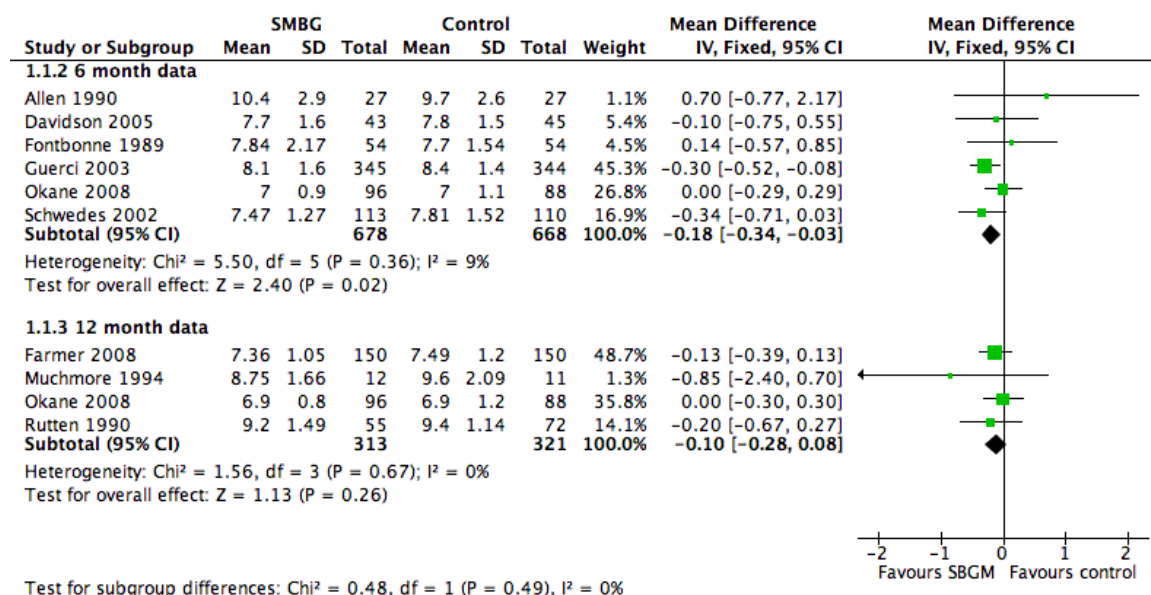 SMBG Control Mean Difference Mean Difference
Study or Subgroup Mean SD Total Mean SD Total Weight IV, Fixed, 95% CI IV, Fixed, 95% CI
1.1.2 6 month data
Allen 1990 10.4 2.9 27 9.7 2.6 27 1.1% 0.70 [-0.77, 2.17]
Davidson 2005 7.7 1.6 43 7.8 1.5 45 5.4% -0.10 [-0.75, 0.55]
Fontbonne 1989 7.84 2.17 54 7.7 1.54 54 4.5% 0.14 [-0.57, 0.85]
Guerci 2003 8.1 1.6 345 8.4 1.4 344 45.3% -0.30 [-0.52, -0.08]
Okane 2008 7 0.9 96 7 1.1 88 26.8% 0.00 [-0.29, 0.29]
Schwedes 2002 7.47 1.27 113 7.81 1.52 110 16.9% -0.34 [-0.71, 0.03]
Subtotal (95% CI) 678 668 100.0% -0.18 [-0.34, -0.03]
Heterogeneity: Chi² = 5.50, df = 5 (P = 0.36); I² = 9%
Test for overall effect: Z = 2.40 (P = 0.02)
1.1.3 12 month data
Farmer 2008 7.36 1.05 150 7.49 1.2 150 48.7% -0.13 [-0.39, 0.13]
Muchmore 1994 8.75 1.66 12 9.6 2.09 11 1.3% -0.85 [-2.40, 0.70]
Okane 2008 6.9 0.8 96 6.9 1.2 88 35.8% 0.00 [-0.30, 0.30]
Rutten 1990 9.2 1.49 55 9.4 1.14 72 14.1% -0.20 [-0.67, 0.27]
Subtotal (95% CI) 313 321 100.0% -0.10 [-0.28, 0.08]
Heterogeneity: Chi² = 1.56, df = 3 (P = 0.67); I² = 0%
Test for overall effect: Z = 1.13 (P = 0.26)
-2 -1 0 1 2
Favours SBGM Favours control
Test for subgroup differences: Chi² = 0.48, df = 1 (P = 0.49), I² = 0%